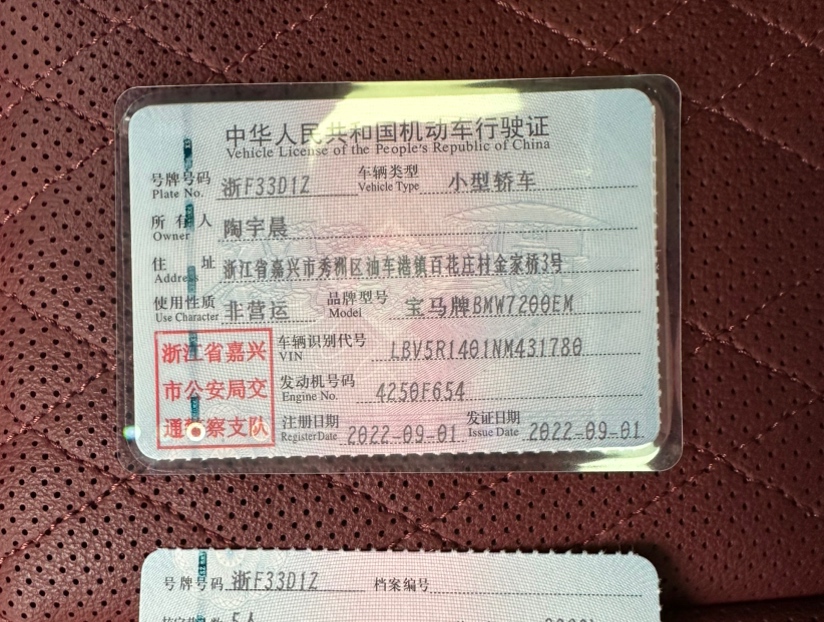 中华人民共和国机动车行驶证
Vehicle License of the People's Republic of China
号牌号码 浙F33D1Z 车辆类型 小型轿车
Plate No. Vehicle Type
所有人 陶宇晨
Owner
住址 浙江省嘉兴市秀洲区油车港镇百花庄村金家桥3号
Address
使用性质 非营运 品牌型号 宝马牌BMW7200EM
Use Character Model
浙江省嘉兴
市公安局交
通警察支队
车辆识别代号 LBV5R1401NM431780
VIN
发动机号码 4250F654
Engine No.
注册日期 2022-09-01 发证日期 2022-09-01
Register Date Issue Date
号牌号码 浙F33D1Z 档案编号
5人